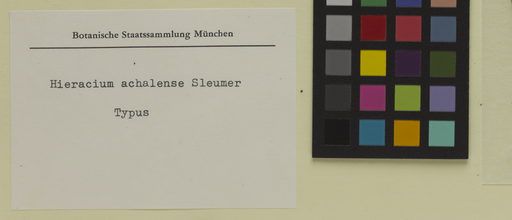 Botanische Staatssammlung München
Hieracium achalense Sleumer
Typus